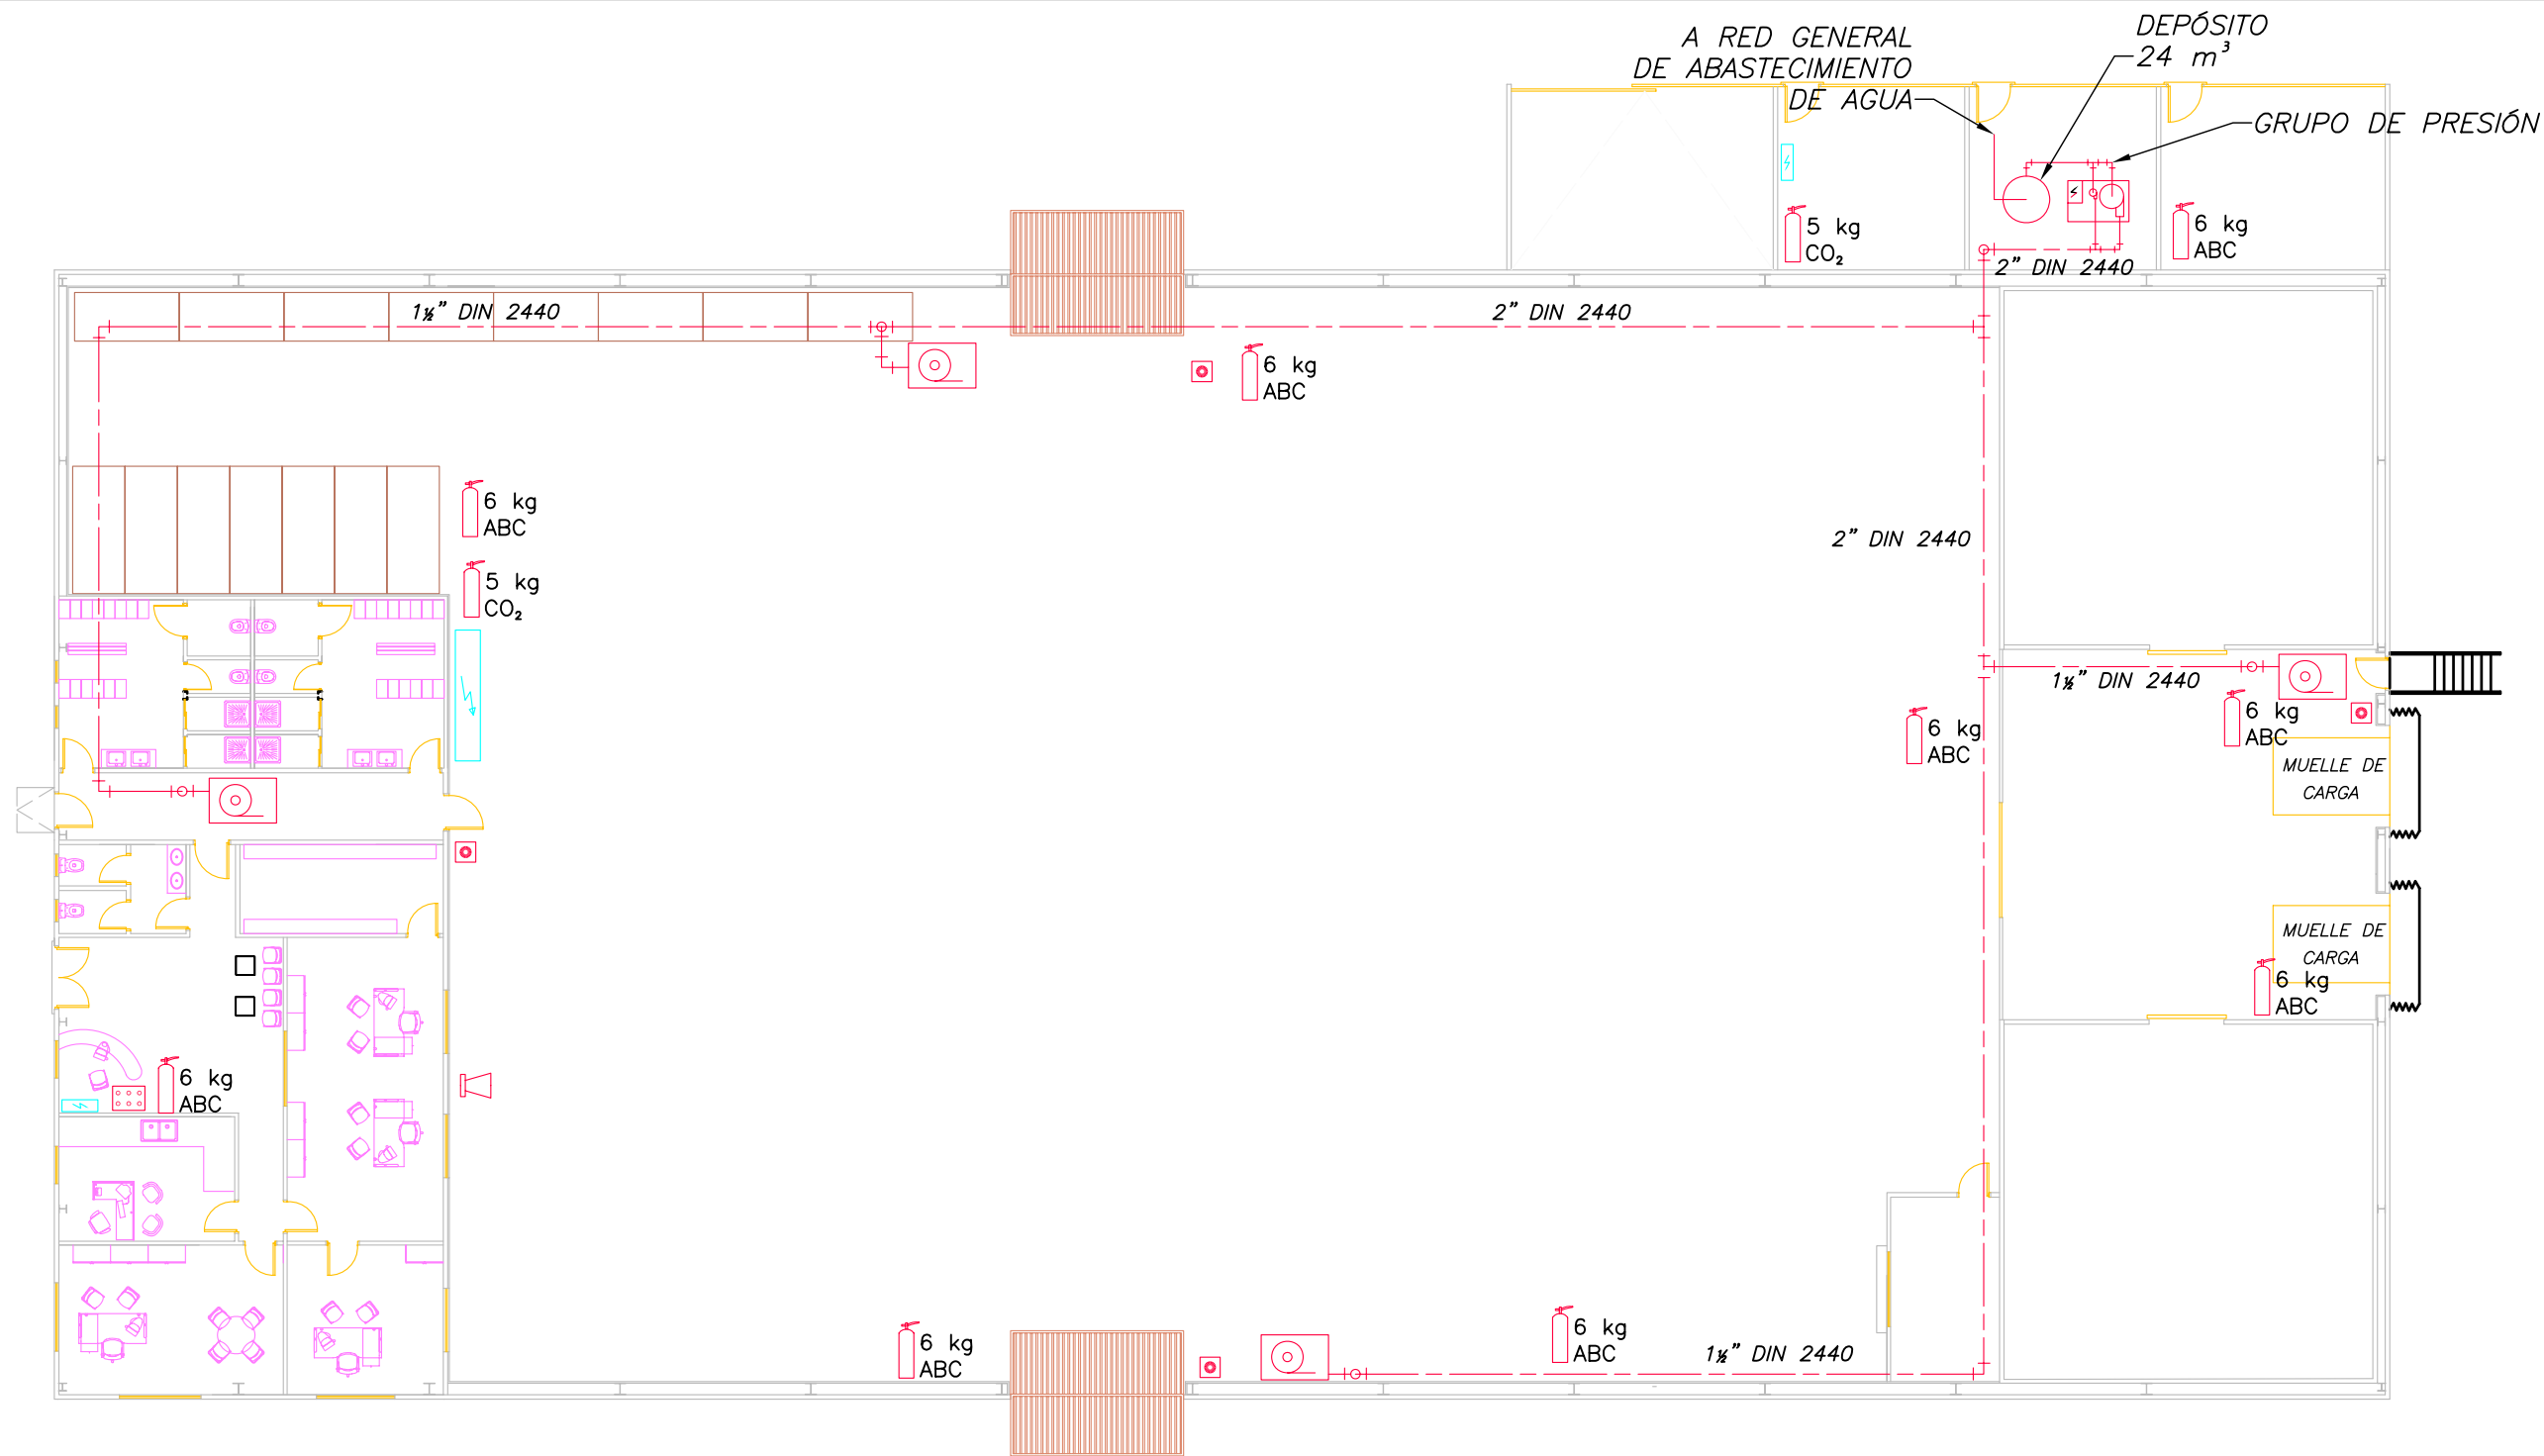 A RED GENERAL
DE ABASTECIMIENTO
DE AGUA
DEPÓSITO
24 m³
GRUPO DE PRESIÓN
5 kg
CO₂
6 kg
ABC
2” DIN 2440
1½” DIN 2440
2” DIN 2440
6 kg
ABC
6 kg
ABC
5 kg
CO₂
2” DIN 2440
1½” DIN 2440
6 kg
ABC
6 kg
ABC
MUELLE DE
CARGA
MUELLE DE
CARGA
6 kg
ABC
6 kg
ABC
6 kg
ABC
6 kg
ABC
1½” DIN 2440